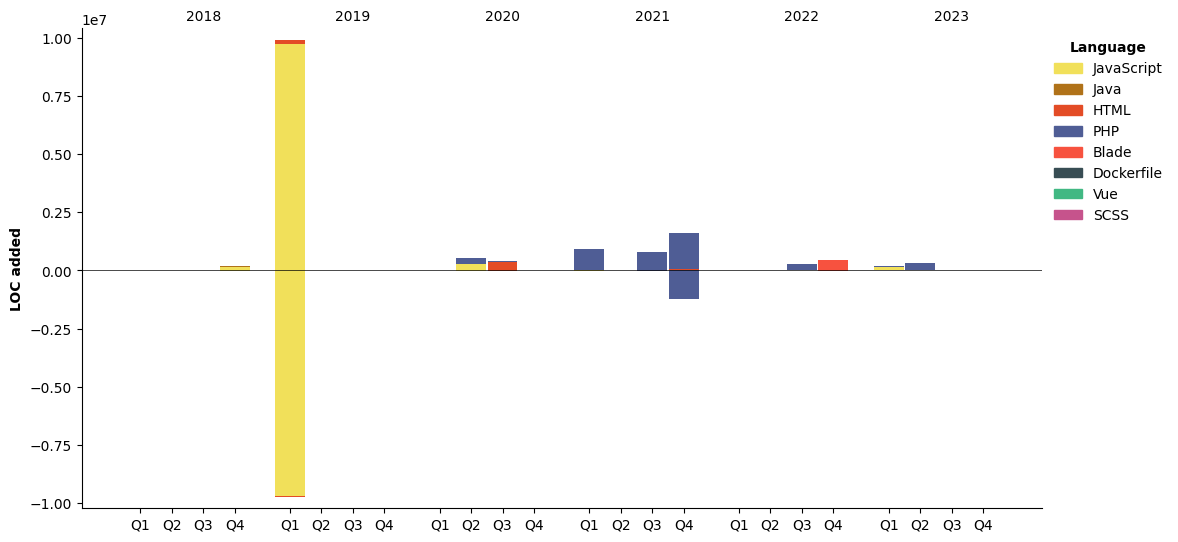 1e7
2018 2019 2020 2021 2022 2023
1.00
0.75
0.50
0.25
0.00
−0.25
−0.50
−0.75
−1.00
LOC added
Q1 Q2 Q3 Q4 Q1 Q2 Q3 Q4 Q1 Q2 Q3 Q4 Q1 Q2 Q3 Q4 Q1 Q2 Q3 Q4 Q1 Q2 Q3 Q4
Language
JavaScript
Java
HTML
PHP
Blade
Dockerfile
Vue
SCSS